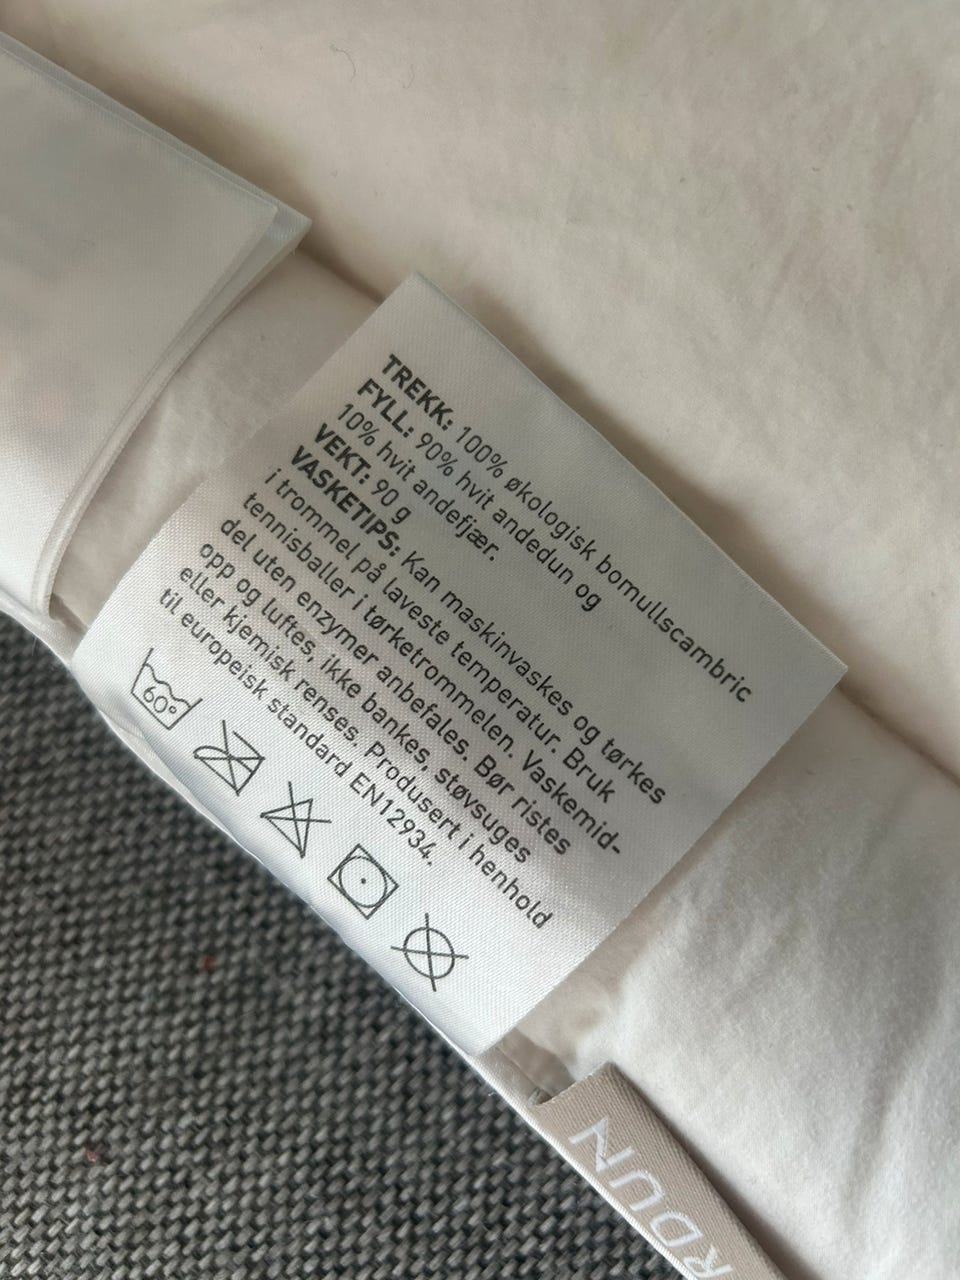 TREKK: 100% økologisk bomullscambric
FYLL: 90% hvit andedun og
10% hvit andefjær.
VEKT: 90 g
VASKETIPS: Kan maskinvaskes og tørkes
i trommel på laveste temperatur. Bruk
tennisballer i tørketrommelen. Vaskemid-
del uten enzymer anbefales. Bør ristes
opp og luftes, ikke bankes, støvsuges
eller kjemisk renses. Produsert i henhold
til europeisk standard EN12934.
60°
RDUN